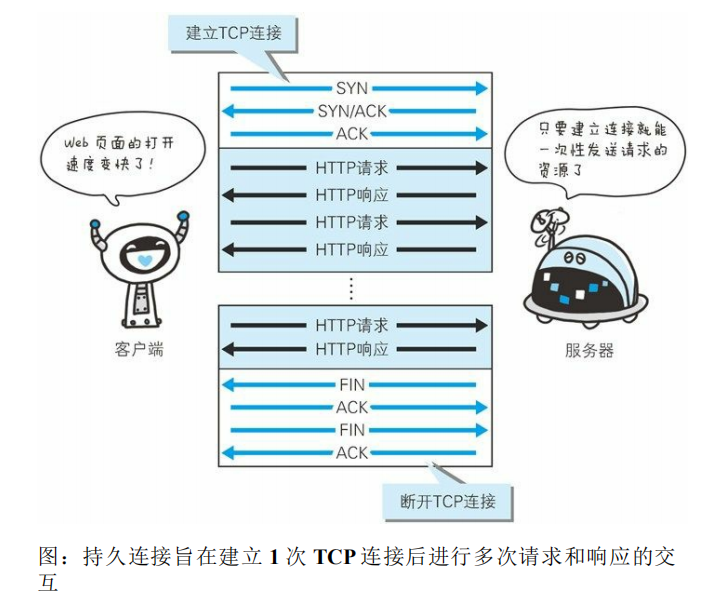 建立TCP连接
SYN
SYN/ACK
ACK
Web 页面的打开
速度变快了!
只要建立连接就能
一次性发送请求的
资源了
HTTP请求
HTTP响应
HTTP请求
HTTP响应
HTTP请求
HTTP响应
客户端
服务器
FIN
ACK
FIN
ACK
断开TCP连接
图：持久连接旨在建立 1 次 TCP 连接后进行多次请求和响应的交
互